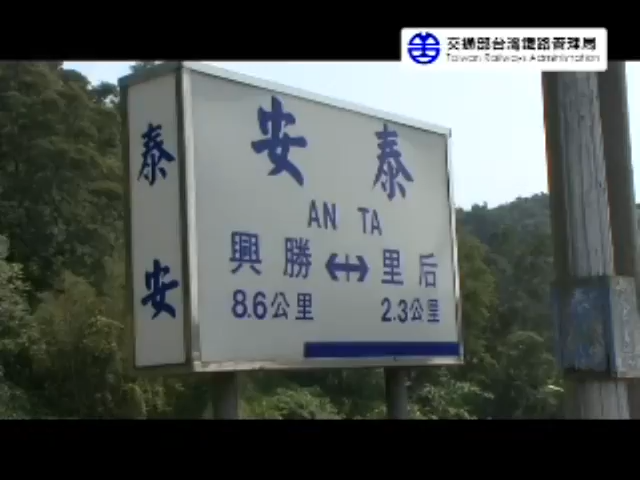 交通部台灣鐵路管理局
Taiwan Railways Administration
泰安
安泰
AN TA
興勝 ↔ 里后
8.6公里 2.3公里